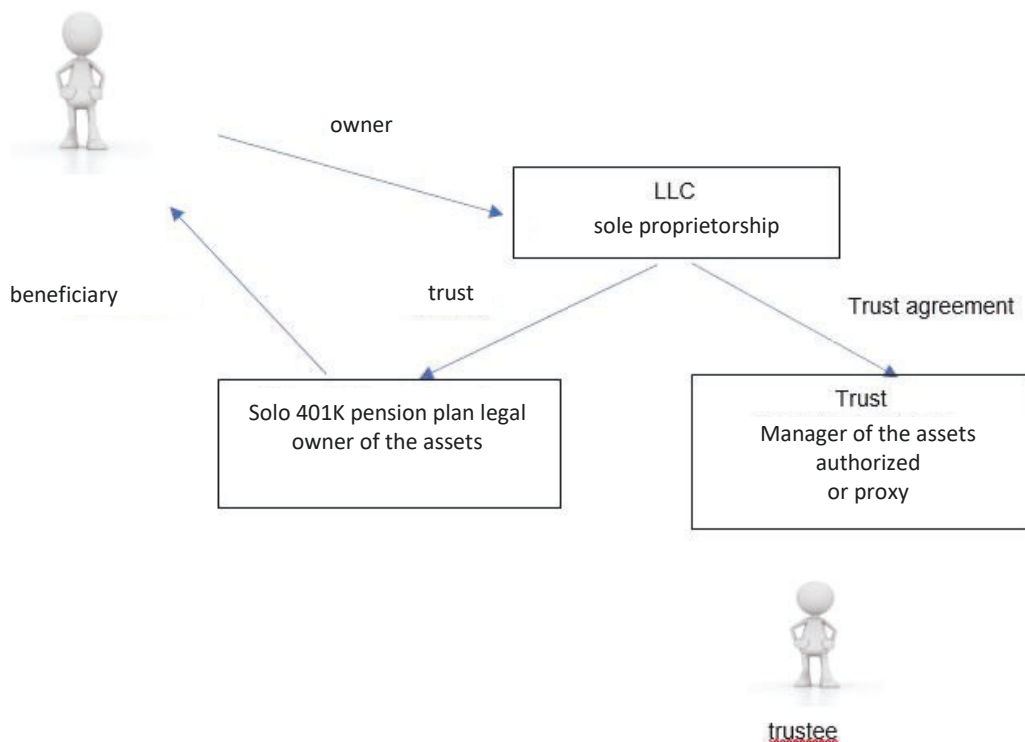 owner
LLC
sole proprietorship
beneficiary
trust
Trust agreement
Solo 401K pension plan legal
owner of the assets
Trust
Manager of the assets
authorized
or proxy
trustee